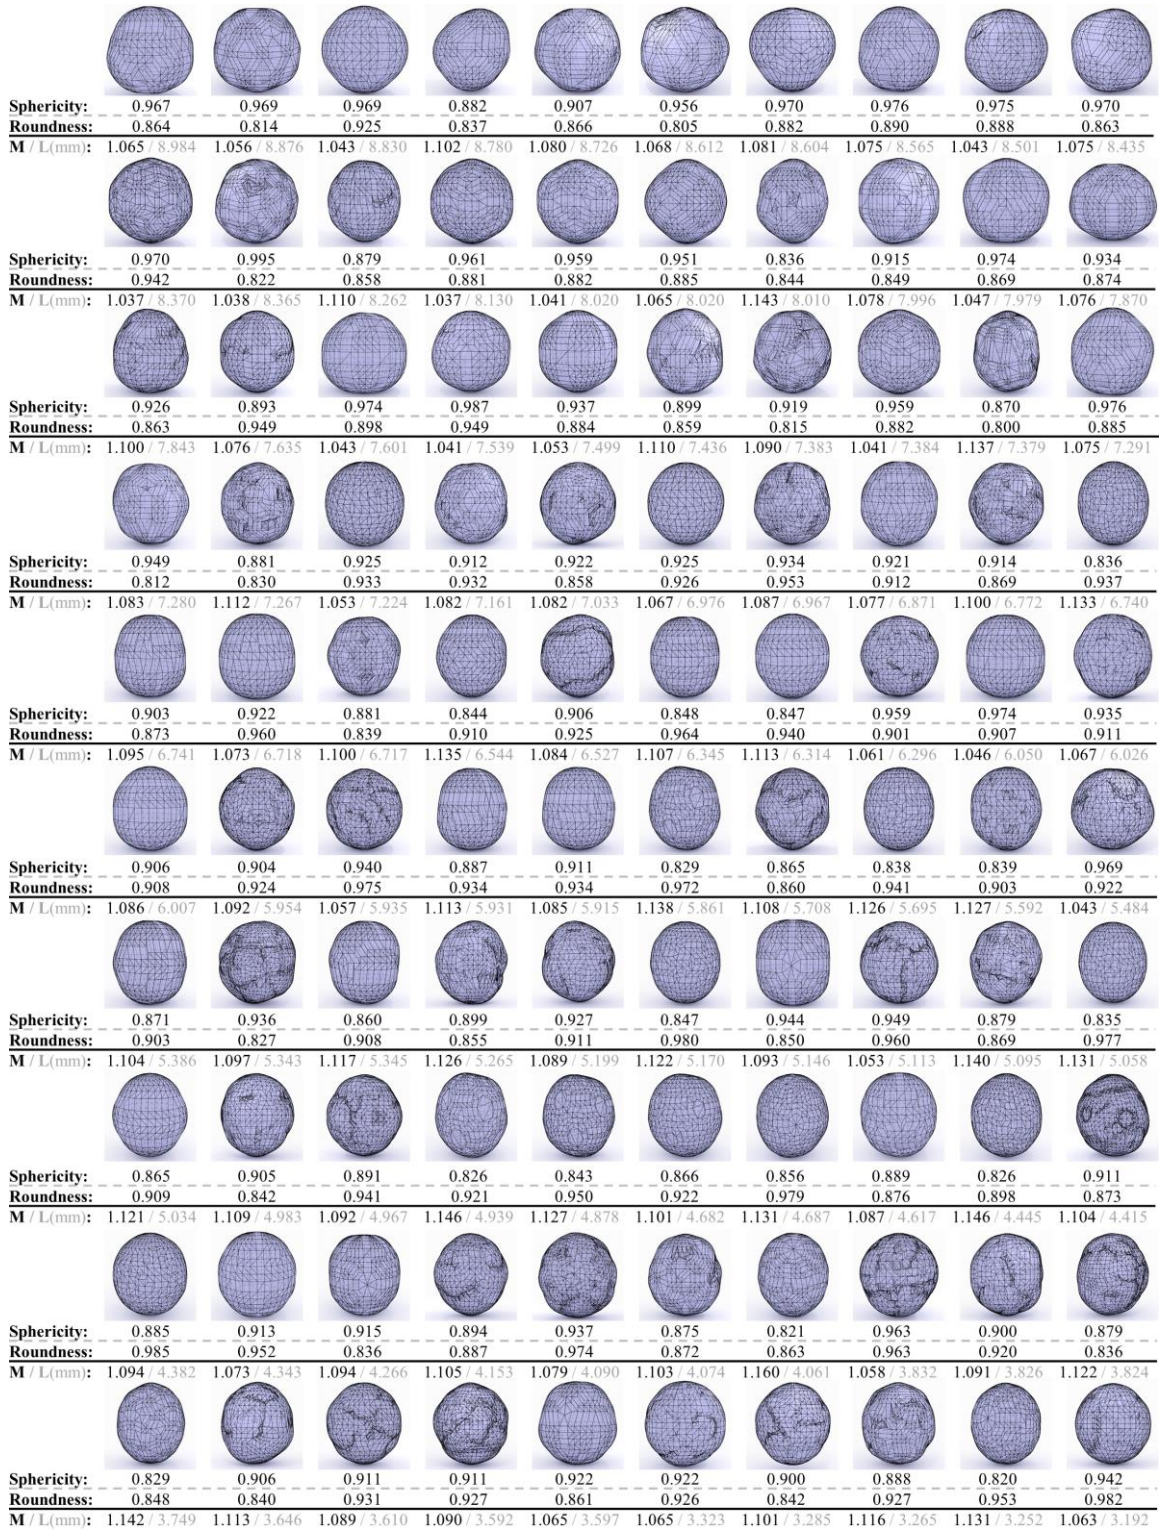 Sphericity: 0.967 0.969 0.969 0.882 0.907 0.956 0.970 0.976 0.975 0.970
Roundness: 0.864 0.814 0.925 0.837 0.866 0.805 0.882 0.890 0.888 0.863
M / L(mm): 1.065 / 8.984 1.056 / 8.876 1.043 / 8.830 1.102 / 8.780 1.080 / 8.726 1.068 / 8.612 1.081 / 8.604 1.075 / 8.565 1.043 / 8.501 1.075 / 8.435
Sphericity: 0.970 0.995 0.879 0.961 0.959 0.951 0.836 0.915 0.974 0.934
Roundness: 0.942 0.822 0.858 0.881 0.882 0.885 0.844 0.849 0.869 0.874
M / L(mm): 1.037 / 8.370 1.038 / 8.365 1.110 / 8.262 1.037 / 8.130 1.041 / 8.020 1.065 / 8.020 1.143 / 8.010 1.078 / 7.996 1.047 / 7.979 1.076 / 7.870
Sphericity: 0.926 0.893 0.974 0.987 0.937 0.899 0.919 0.959 0.870 0.976
Roundness: 0.863 0.949 0.898 0.949 0.884 0.859 0.815 0.882 0.800 0.885
M / L(mm): 1.100 / 7.843 1.076 / 7.635 1.043 / 7.601 1.041 / 7.539 1.053 / 7.499 1.110 / 7.436 1.090 / 7.383 1.041 / 7.384 1.137 / 7.379 1.075 / 7.291
Sphericity: 0.949 0.881 0.925 0.912 0.922 0.925 0.934 0.921 0.914 0.836
Roundness: 0.812 0.830 0.933 0.932 0.858 0.926 0.953 0.912 0.869 0.937
M / L(mm): 1.083 / 7.280 1.112 / 7.267 1.053 / 7.224 1.082 / 7.161 1.082 / 7.033 1.067 / 6.976 1.087 / 6.967 1.077 / 6.871 1.100 / 6.772 1.133 / 6.740
Sphericity: 0.903 0.922 0.881 0.844 0.906 0.848 0.847 0.959 0.974 0.935
Roundness: 0.873 0.960 0.839 0.910 0.925 0.964 0.940 0.901 0.907 0.911
M / L(mm): 1.095 / 6.741 1.073 / 6.718 1.100 / 6.717 1.135 / 6.544 1.084 / 6.527 1.107 / 6.345 1.113 / 6.314 1.061 / 6.296 1.046 / 6.050 1.067 / 6.026
Sphericity: 0.906 0.904 0.940 0.887 0.911 0.829 0.865 0.838 0.839 0.969
Roundness: 0.908 0.924 0.975 0.934 0.934 0.972 0.860 0.941 0.903 0.922
M / L(mm): 1.086 / 6.007 1.092 / 5.954 1.057 / 5.935 1.113 / 5.931 1.085 / 5.915 1.138 / 5.861 1.108 / 5.708 1.126 / 5.695 1.127 / 5.592 1.043 / 5.484
Sphericity: 0.871 0.936 0.860 0.899 0.927 0.847 0.944 0.949 0.879 0.835
Roundness: 0.903 0.827 0.908 0.855 0.911 0.980 0.850 0.960 0.869 0.977
M / L(mm): 1.104 / 5.386 1.097 / 5.343 1.117 / 5.345 1.126 / 5.265 1.089 / 5.199 1.122 / 5.170 1.093 / 5.146 1.053 / 5.113 1.140 / 5.095 1.131 / 5.058
Sphericity: 0.865 0.905 0.891 0.826 0.843 0.866 0.856 0.889 0.826 0.911
Roundness: 0.909 0.842 0.941 0.921 0.950 0.922 0.979 0.876 0.898 0.873
M / L(mm): 1.121 / 5.034 1.109 / 4.983 1.092 / 4.967 1.146 / 4.939 1.127 / 4.878 1.101 / 4.682 1.131 / 4.687 1.087 / 4.617 1.146 / 4.445 1.104 / 4.415
Sphericity: 0.885 0.913 0.915 0.894 0.937 0.875 0.821 0.963 0.900 0.879
Roundness: 0.985 0.952 0.836 0.887 0.974 0.872 0.863 0.963 0.920 0.836
M / L(mm): 1.094 / 4.382 1.073 / 4.343 1.094 / 4.266 1.105 / 4.153 1.079 / 4.090 1.103 / 4.074 1.160 / 4.061 1.058 / 3.832 1.091 / 3.826 1.122 / 3.824
Sphericity: 0.829 0.906 0.911 0.911 0.922 0.922 0.900 0.888 0.820 0.942
Roundness: 0.848 0.840 0.931 0.927 0.861 0.926 0.842 0.927 0.953 0.982
M / L(mm): 1.142 / 3.749 1.113 / 3.646 1.089 / 3.610 1.090 / 3.592 1.065 / 3.597 1.065 / 3.323 1.101 / 3.285 1.116 / 3.265 1.131 / 3.252 1.063 / 3.192